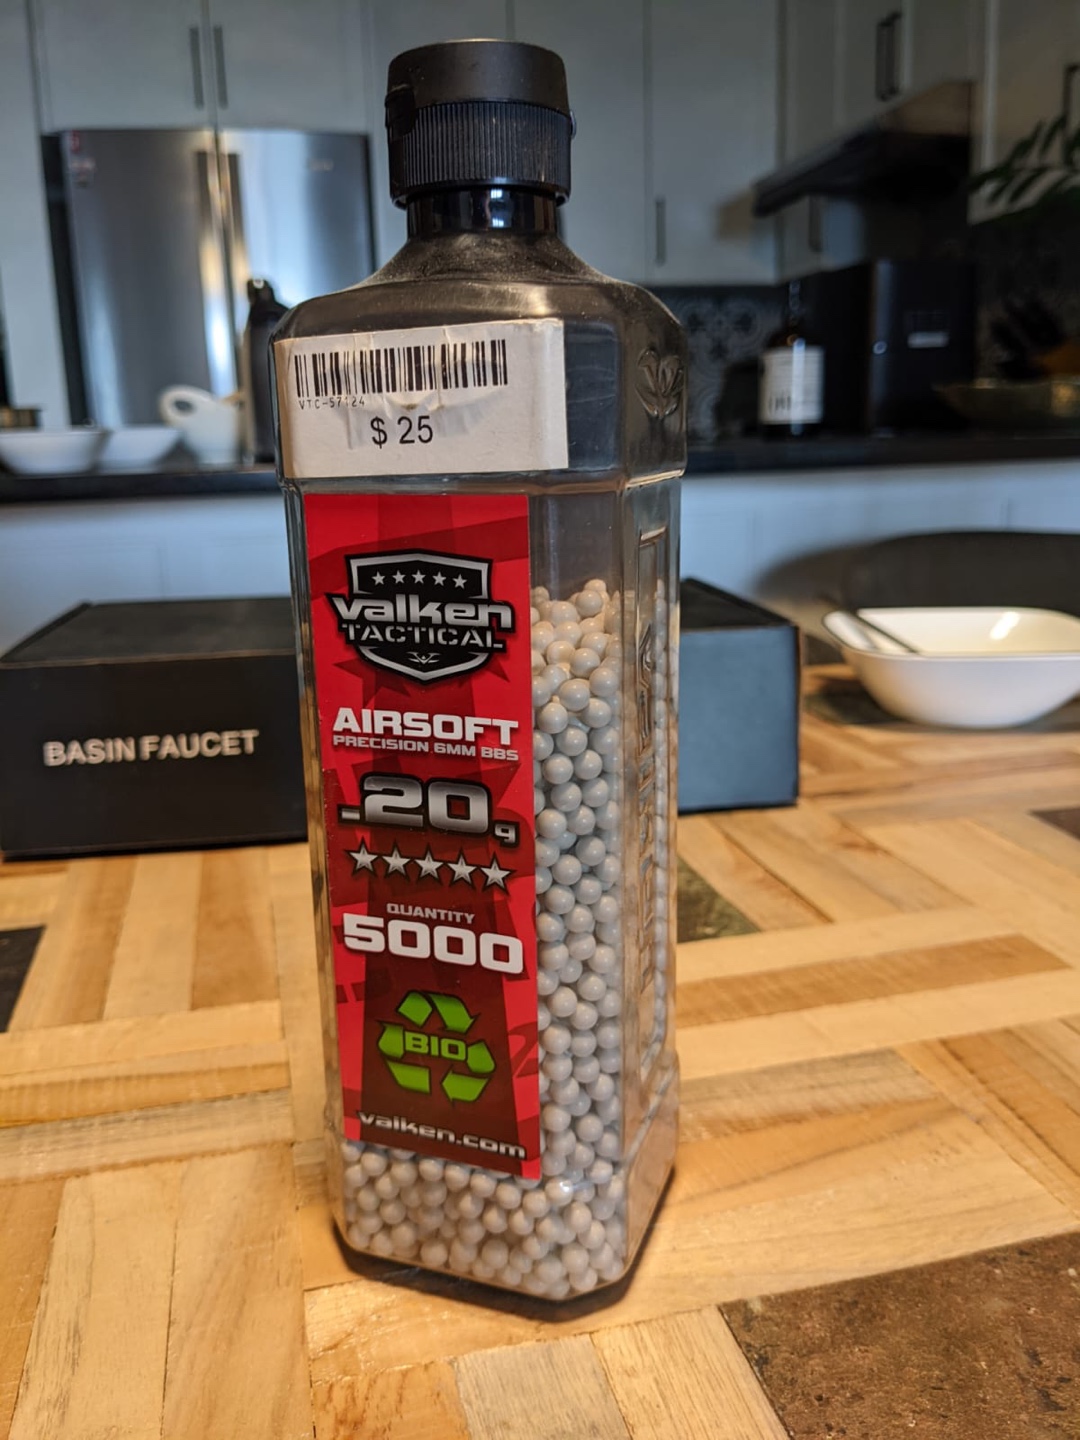 VTC-57124
$ 25
valken
TACTICAL
AIRSOFT
PRECISION 6MM BBS
.20g
QUANTITY
5000
BIO
valken.com
BASIN FAUCET